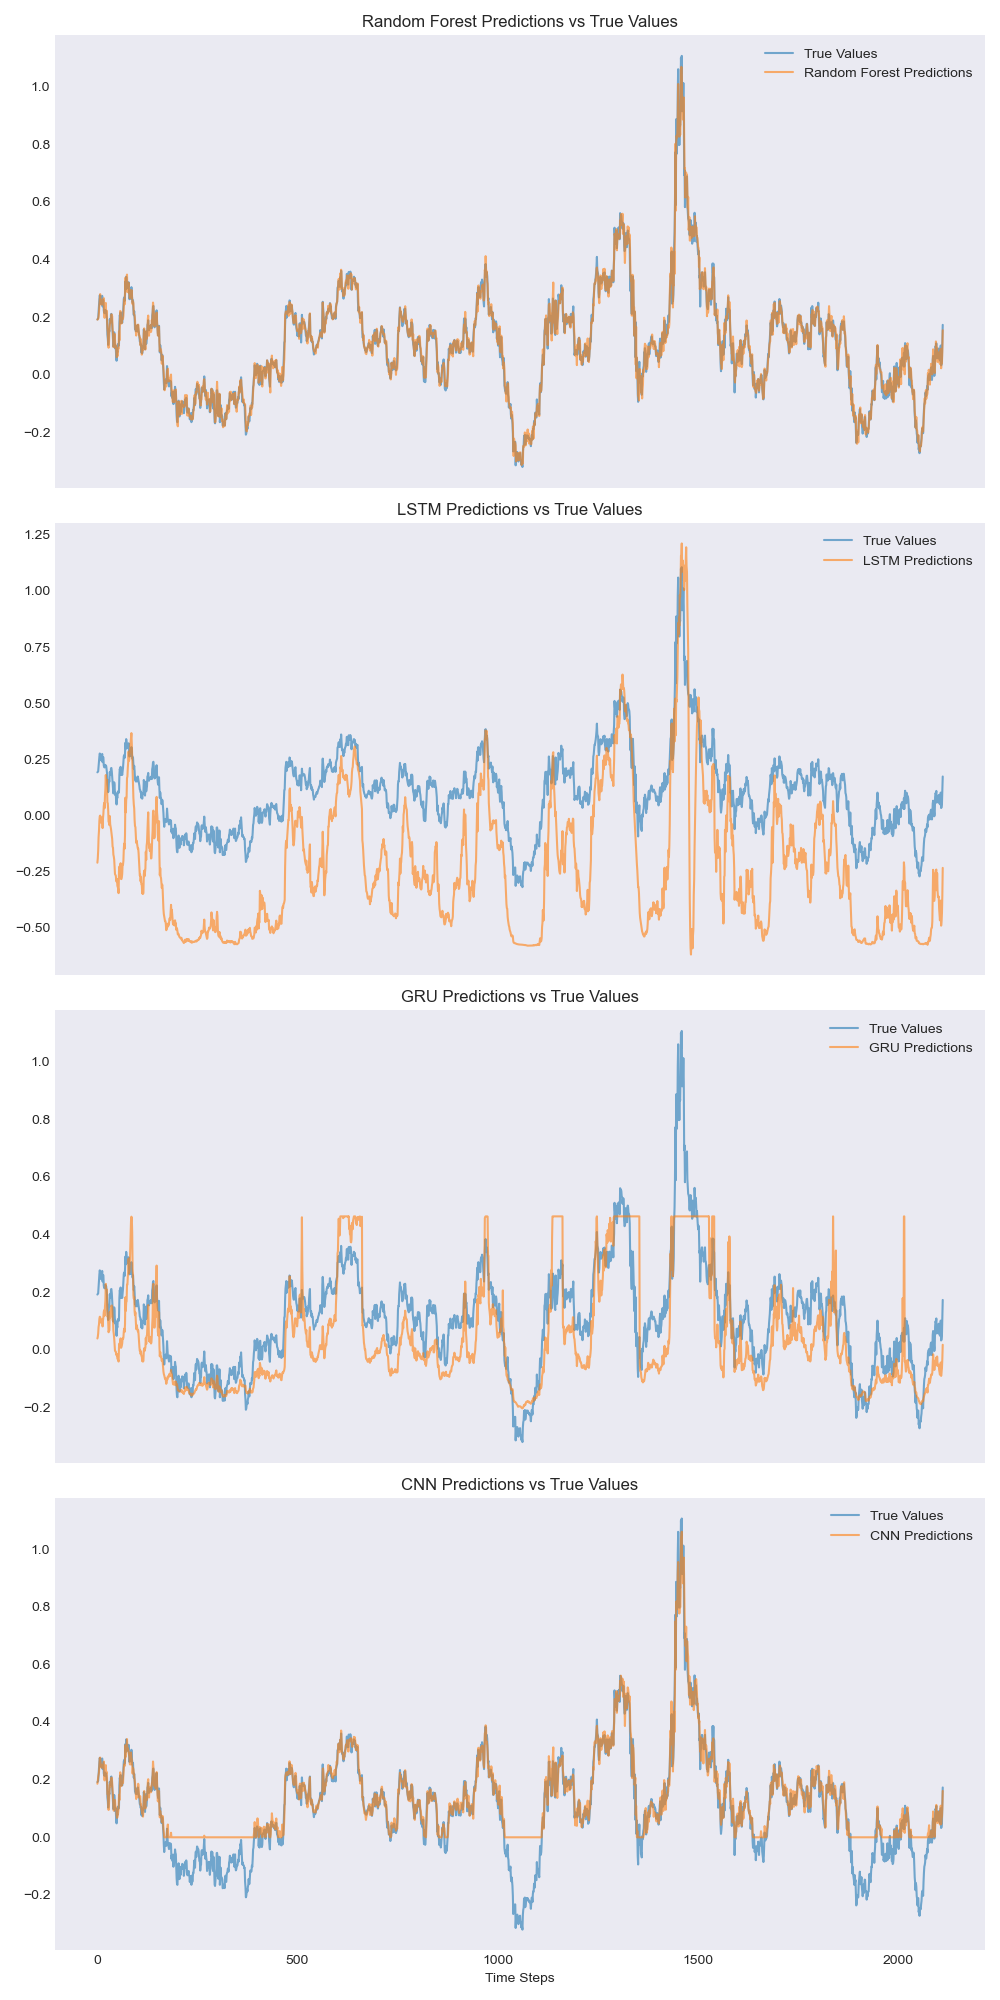 Random Forest Predictions vs True Values
True Values
Random Forest Predictions
1.0
0.8
0.6
0.4
0.2
0.0
−0.2
LSTM Predictions vs True Values
True Values
LSTM Predictions
1.25
1.00
0.75
0.50
0.25
0.00
−0.25
−0.50
GRU Predictions vs True Values
True Values
GRU Predictions
1.0
0.8
0.6
0.4
0.2
0.0
−0.2
CNN Predictions vs True Values
True Values
CNN Predictions
1.0
0.8
0.6
0.4
0.2
0.0
−0.2
0 500 1000 1500 2000
Time Steps